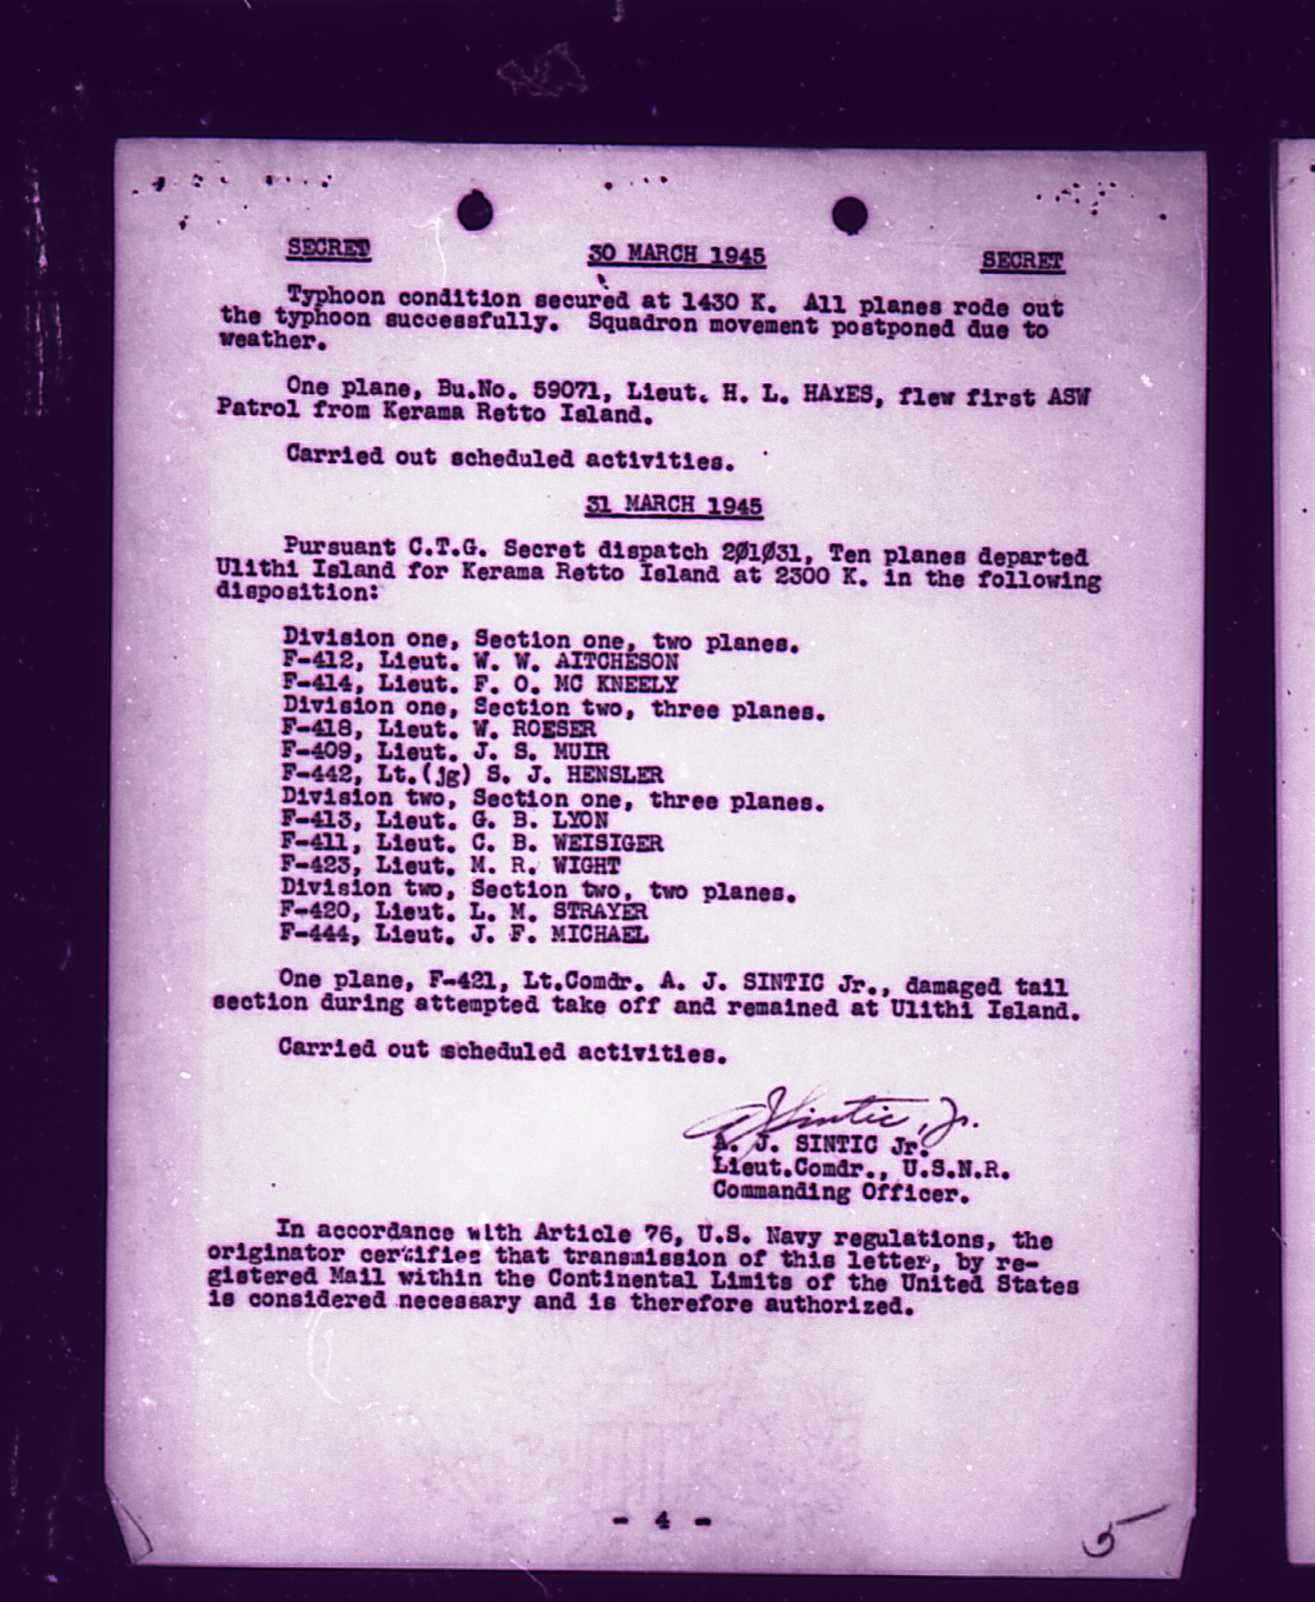 SECRET 30 MARCH 1945 SECRET
Typhoon condition secured at 1430 K. All planes rode out
the typhoon successfully. Squadron movement postponed due to
weather.
One plane, Bu.No. 59071, Lieut. H. L. HAYES, flew first ASW
Patrol from Kerama Retto Island.
Carried out scheduled activities.
31 MARCH 1945
Pursuant C.T.G. Secret dispatch 2Ø1Ø31, Ten planes departed
Ulithi Island for Kerama Retto Island at 2300 K. in the following
disposition:
Division one, Section one, two planes.
F-412, Lieut. W. W. AITCHESON
F-414, Lieut. F. O. MC KNEELY
Division one, Section two, three planes.
F-418, Lieut. W. ROESER
F-409, Lieut. J. S. MUIR
F-442, Lt.(jg) S. J. HENSLER
Division two, Section one, three planes.
F-413, Lieut. G. B. LYON
F-411, Lieut. C. B. WEISIGER
F-423, Lieut. M. R. WIGHT
Division two, Section two, two planes.
F-420, Lieut. L. M. STRAYER
F-444, Lieut. J. F. MICHAEL
One plane, F-421, Lt.Comdr. A. J. SINTIC Jr., damaged tail
section during attempted take off and remained at Ulithi Island.
Carried out scheduled activities.
A J Sintic, Jr.
A. J. SINTIC Jr.
Lieut.Comdr., U.S.N.R.
Commanding Officer.
In accordance with Article 76, U.S. Navy regulations, the
originator certifies that transmission of this letter, by re-
gistered Mail within the Continental Limits of the United States
is considered necessary and is therefore authorized.
- 4 -
5